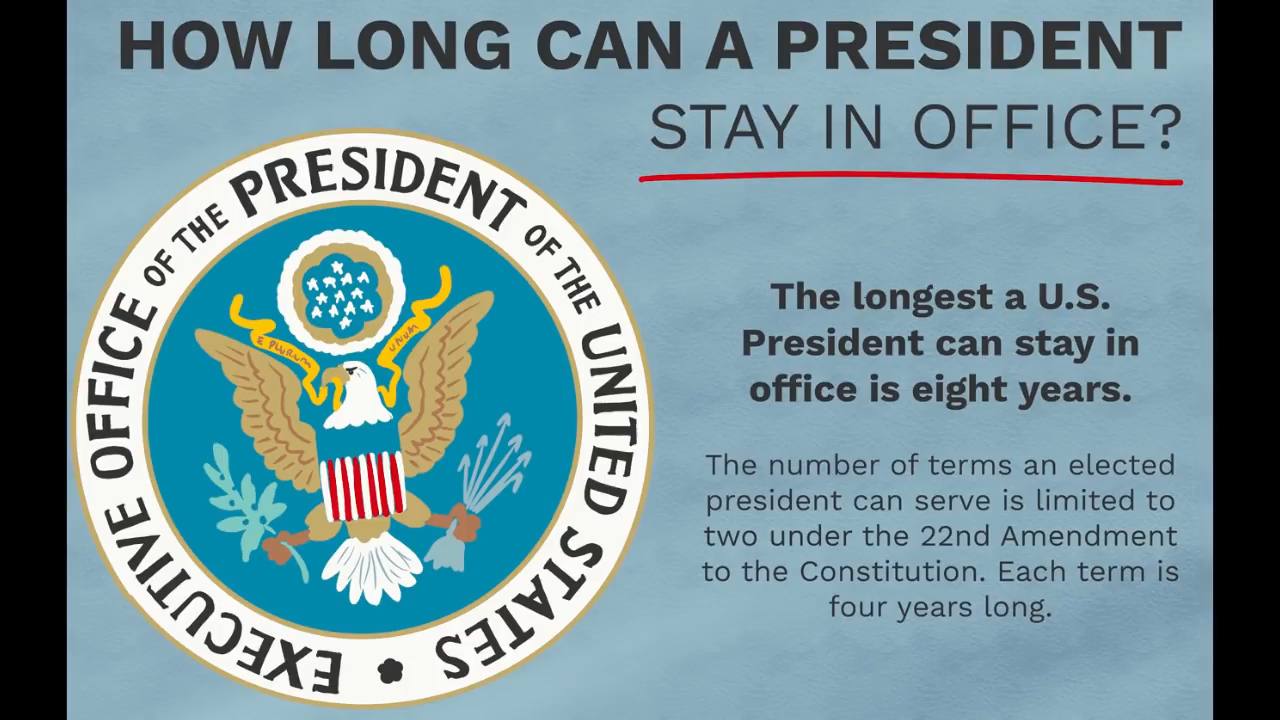 HOW LONG CAN A PRESIDENT
STAY IN OFFICE?
EXECUTIVE OFFICE OF THE PRESIDENT OF THE UNITED STATES
E PLURUM
UNUM
The longest a U.S.
President can stay in
office is eight years.
The number of terms an elected
president can serve is limited to
two under the 22nd Amendment
to the Constitution. Each term is
four years long.